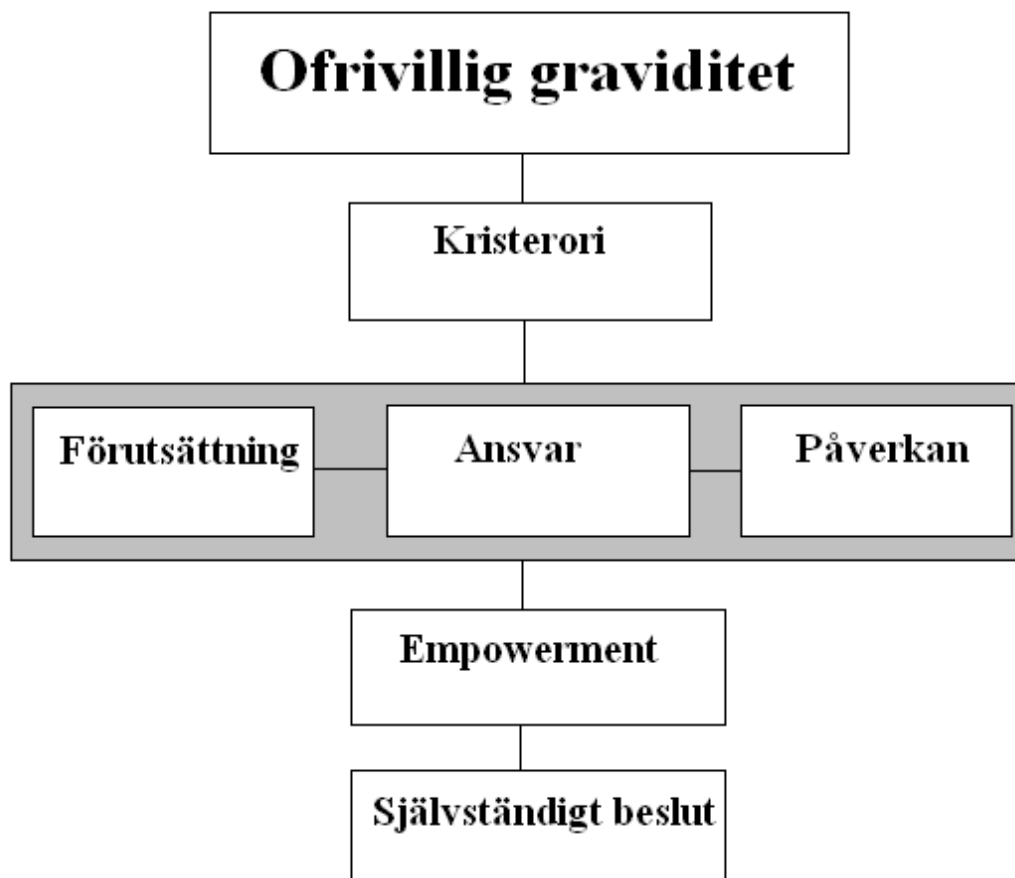 Ofrivillig graviditet
Kristerori
Förutsättning
Ansvar
Påverkan
Empowerment
Självständigt beslut